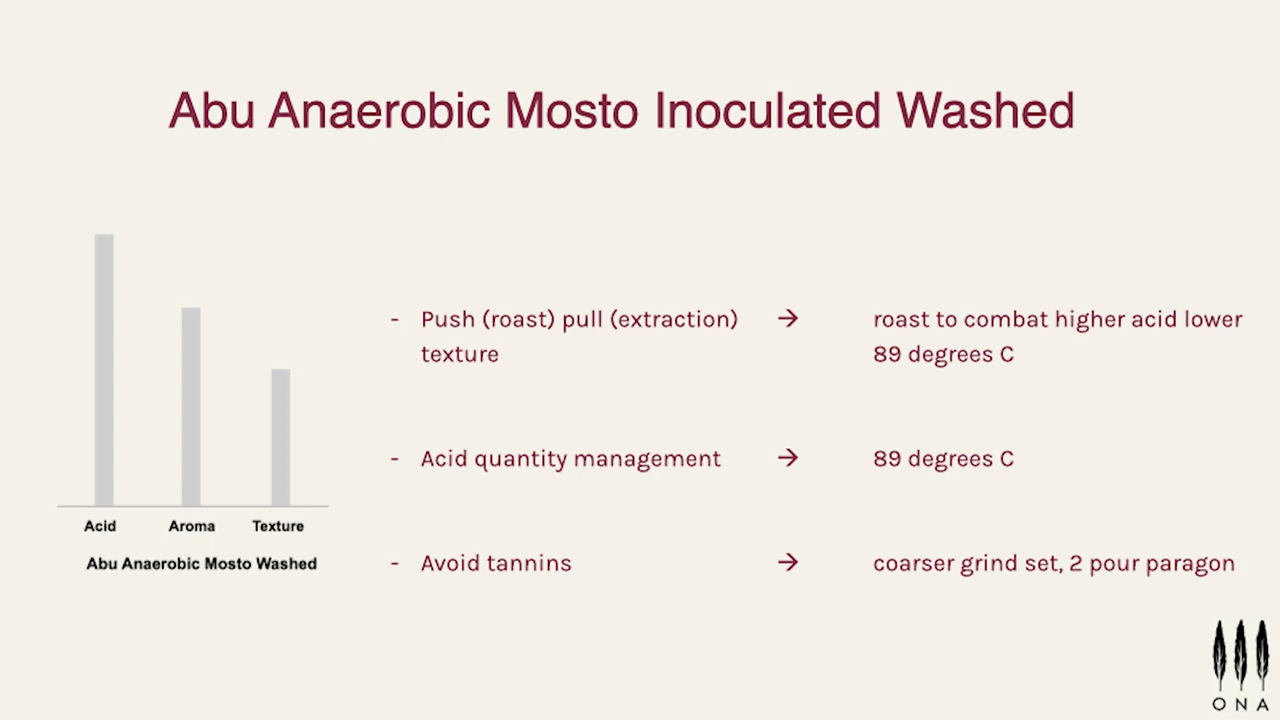 Abu Anaerobic Mosto Inoculated Washed
Acid Aroma Texture
Abu Anaerobic Mosto Washed
- Push (roast) pull (extraction) → roast to combat higher acid lower
texture 89 degrees C
- Acid quantity management → 89 degrees C
- Avoid tannins → coarser grind set, 2 pour paragon
ONA